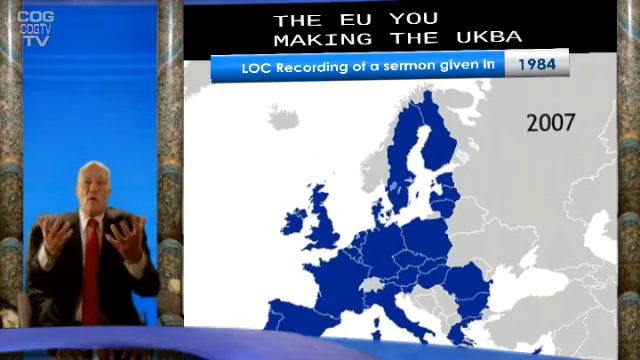 COG
COGTV
TV
THE EU YOU
MAKING THE UKBA
LOC Recording of a sermon given in 1984
2007